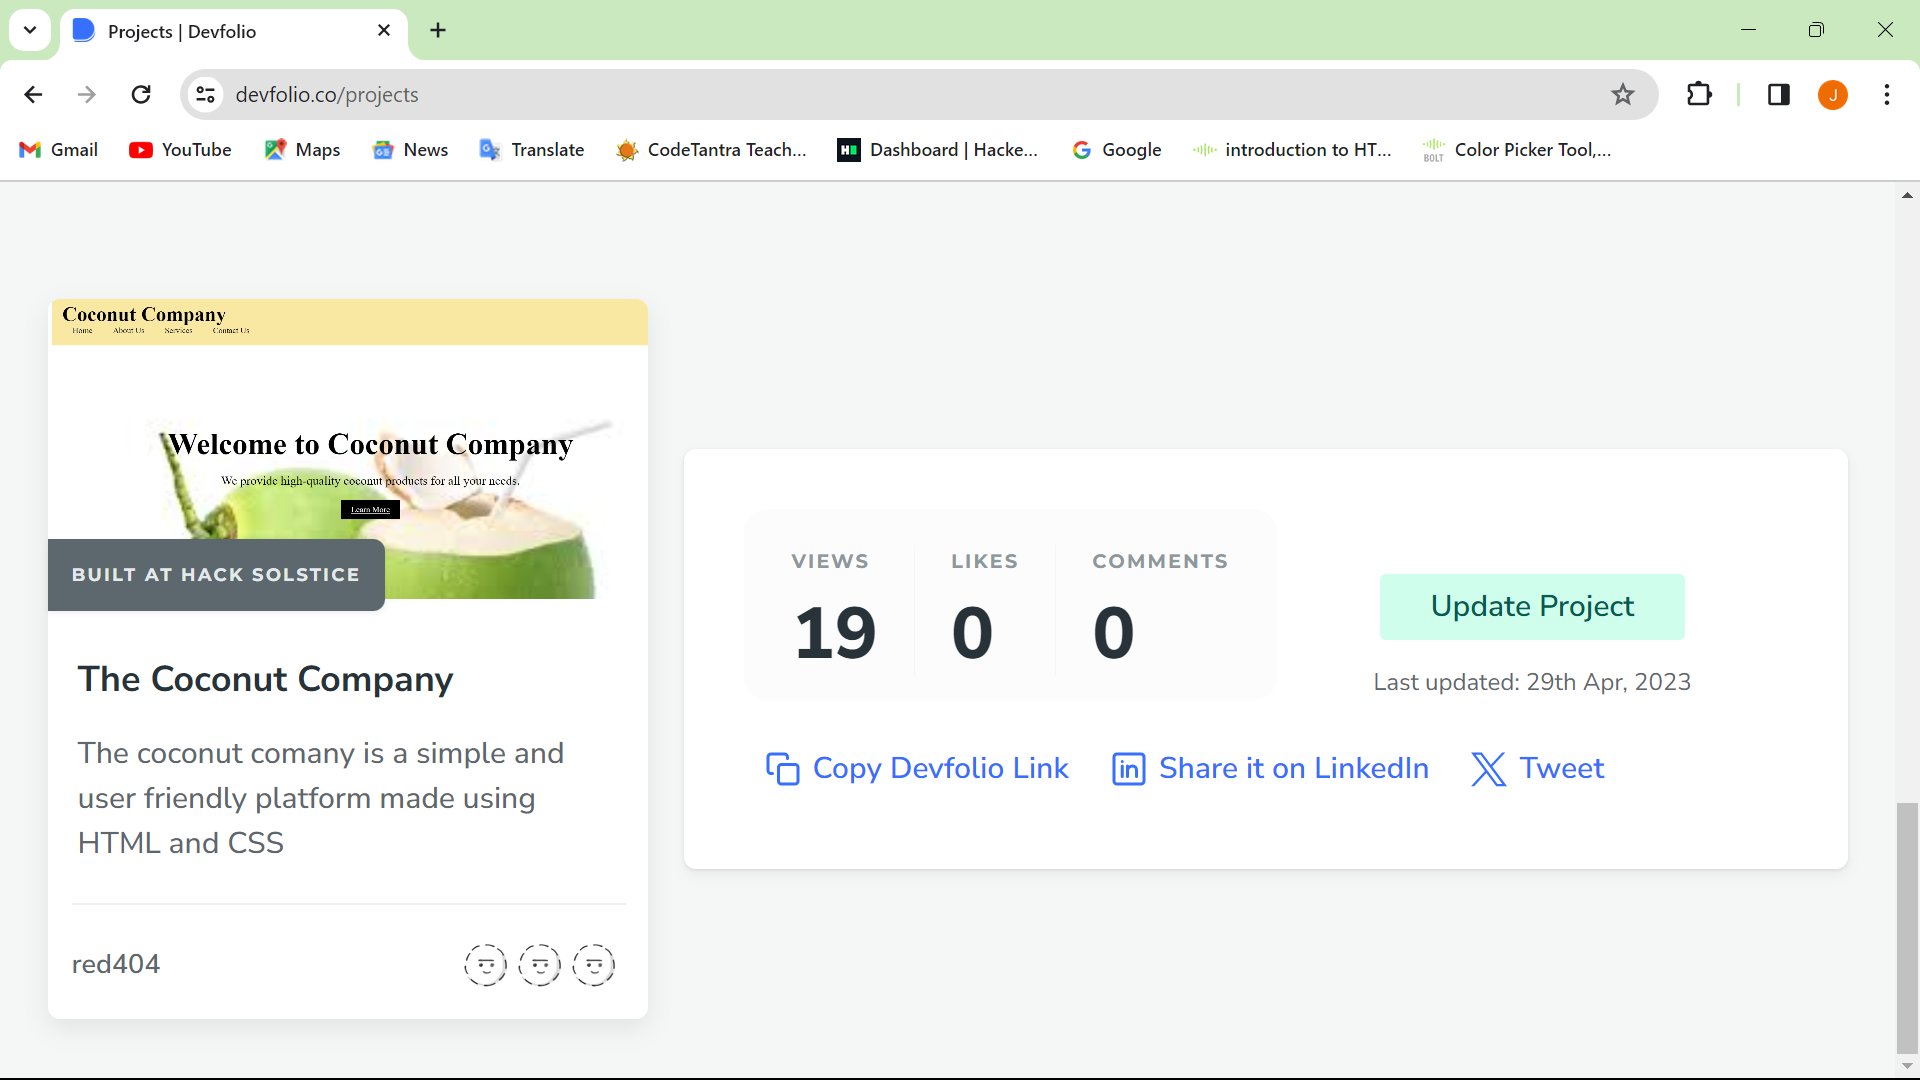 Projects | Devfolio
devfolio.co/projects
J
Gmail
YouTube
Maps
News
Translate
CodeTantra Teach...
Dashboard | Hacke...
Google
introduction to HT...
BOLT
Color Picker Tool,...
Coconut Company
Home About Us Services Contact Us
Welcome to Coconut Company
We provide high-quality coconut products for all your needs.
Learn More
BUILT AT HACK SOLSTICE
The Coconut Company
The coconut comany is a simple and
user friendly platform made using
HTML and CSS
red404
VIEWS LIKES COMMENTS
19 0 0
Update Project
Last updated: 29th Apr, 2023
Copy Devfolio Link
Share it on LinkedIn
Tweet